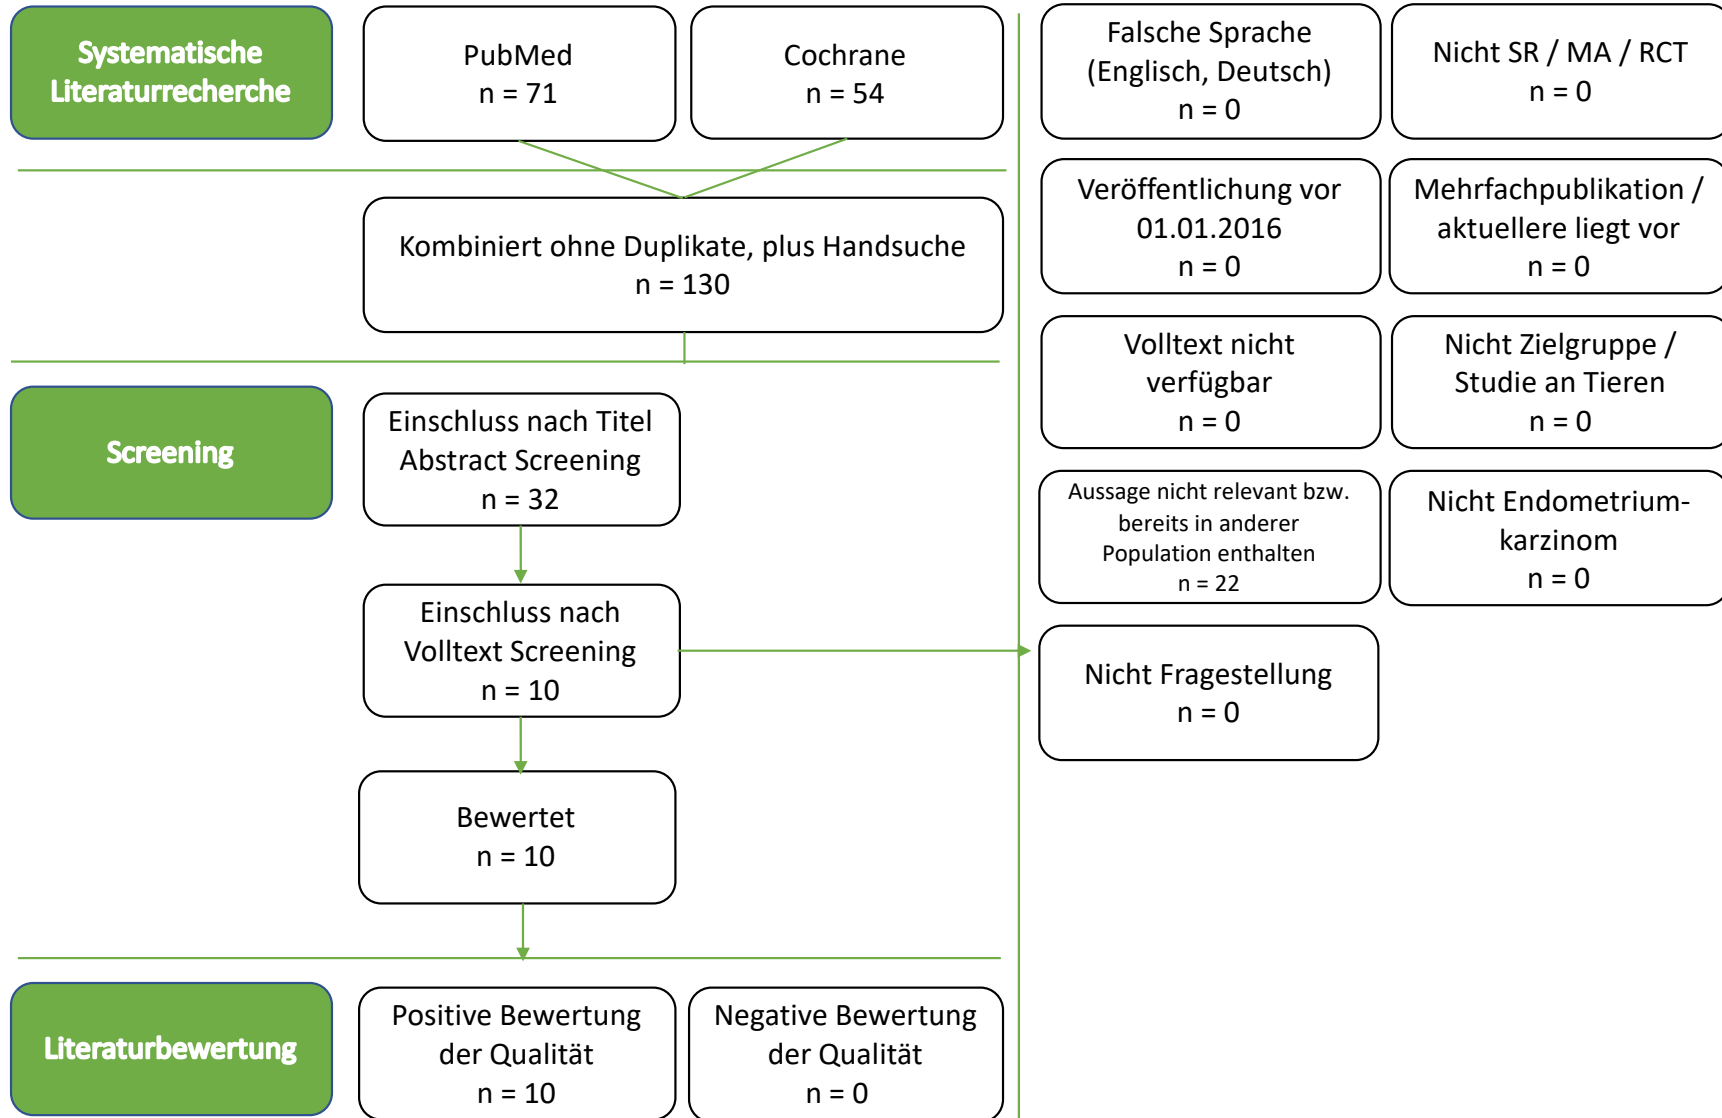 Systematische
Literaturrecherche
PubMed
n = 71
Cochrane
n = 54
Kombiniert ohne Duplikate, plus Handsuche
n = 130
Screening
Einschluss nach Titel
Abstract Screening
n = 32
Einschluss nach
Volltext Screening
n = 10
Bewertet
n = 10
Literaturbewertung
Positive Bewertung
der Qualität
n = 10
Negative Bewertung
der Qualität
n = 0
Falsche Sprache
(Englisch, Deutsch)
n = 0
Nicht SR / MA / RCT
n = 0
Veröffentlichung vor
01.01.2016
n = 0
Mehrfachpublikation /
aktuellere liegt vor
n = 0
Volltext nicht
verfügbar
n = 0
Nicht Zielgruppe /
Studie an Tieren
n = 0
Aussage nicht relevant bzw.
bereits in anderer
Population enthalten
n = 22
Nicht Endometrium-
karzinom
n = 0
Nicht Fragestellung
n = 0